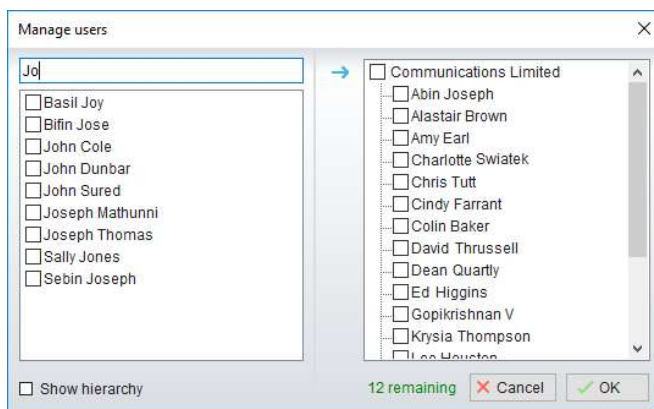 Manage users
Jo
Basil Joy
Bifin Jose
John Cole
John Dunbar
John Sured
Joseph Mathunni
Joseph Thomas
Sally Jones
Sebin Joseph
Show hierarchy
Communications Limited
Abin Joseph
Alastair Brown
Amy Earl
Charlotte Swiatek
Chris Tutt
Cindy Farrant
Colin Baker
David Thrussell
Dean Quartly
Ed Higgins
Gopikrishnan V
Krysia Thompson
Lee Houston
12 remaining
Cancel
OK